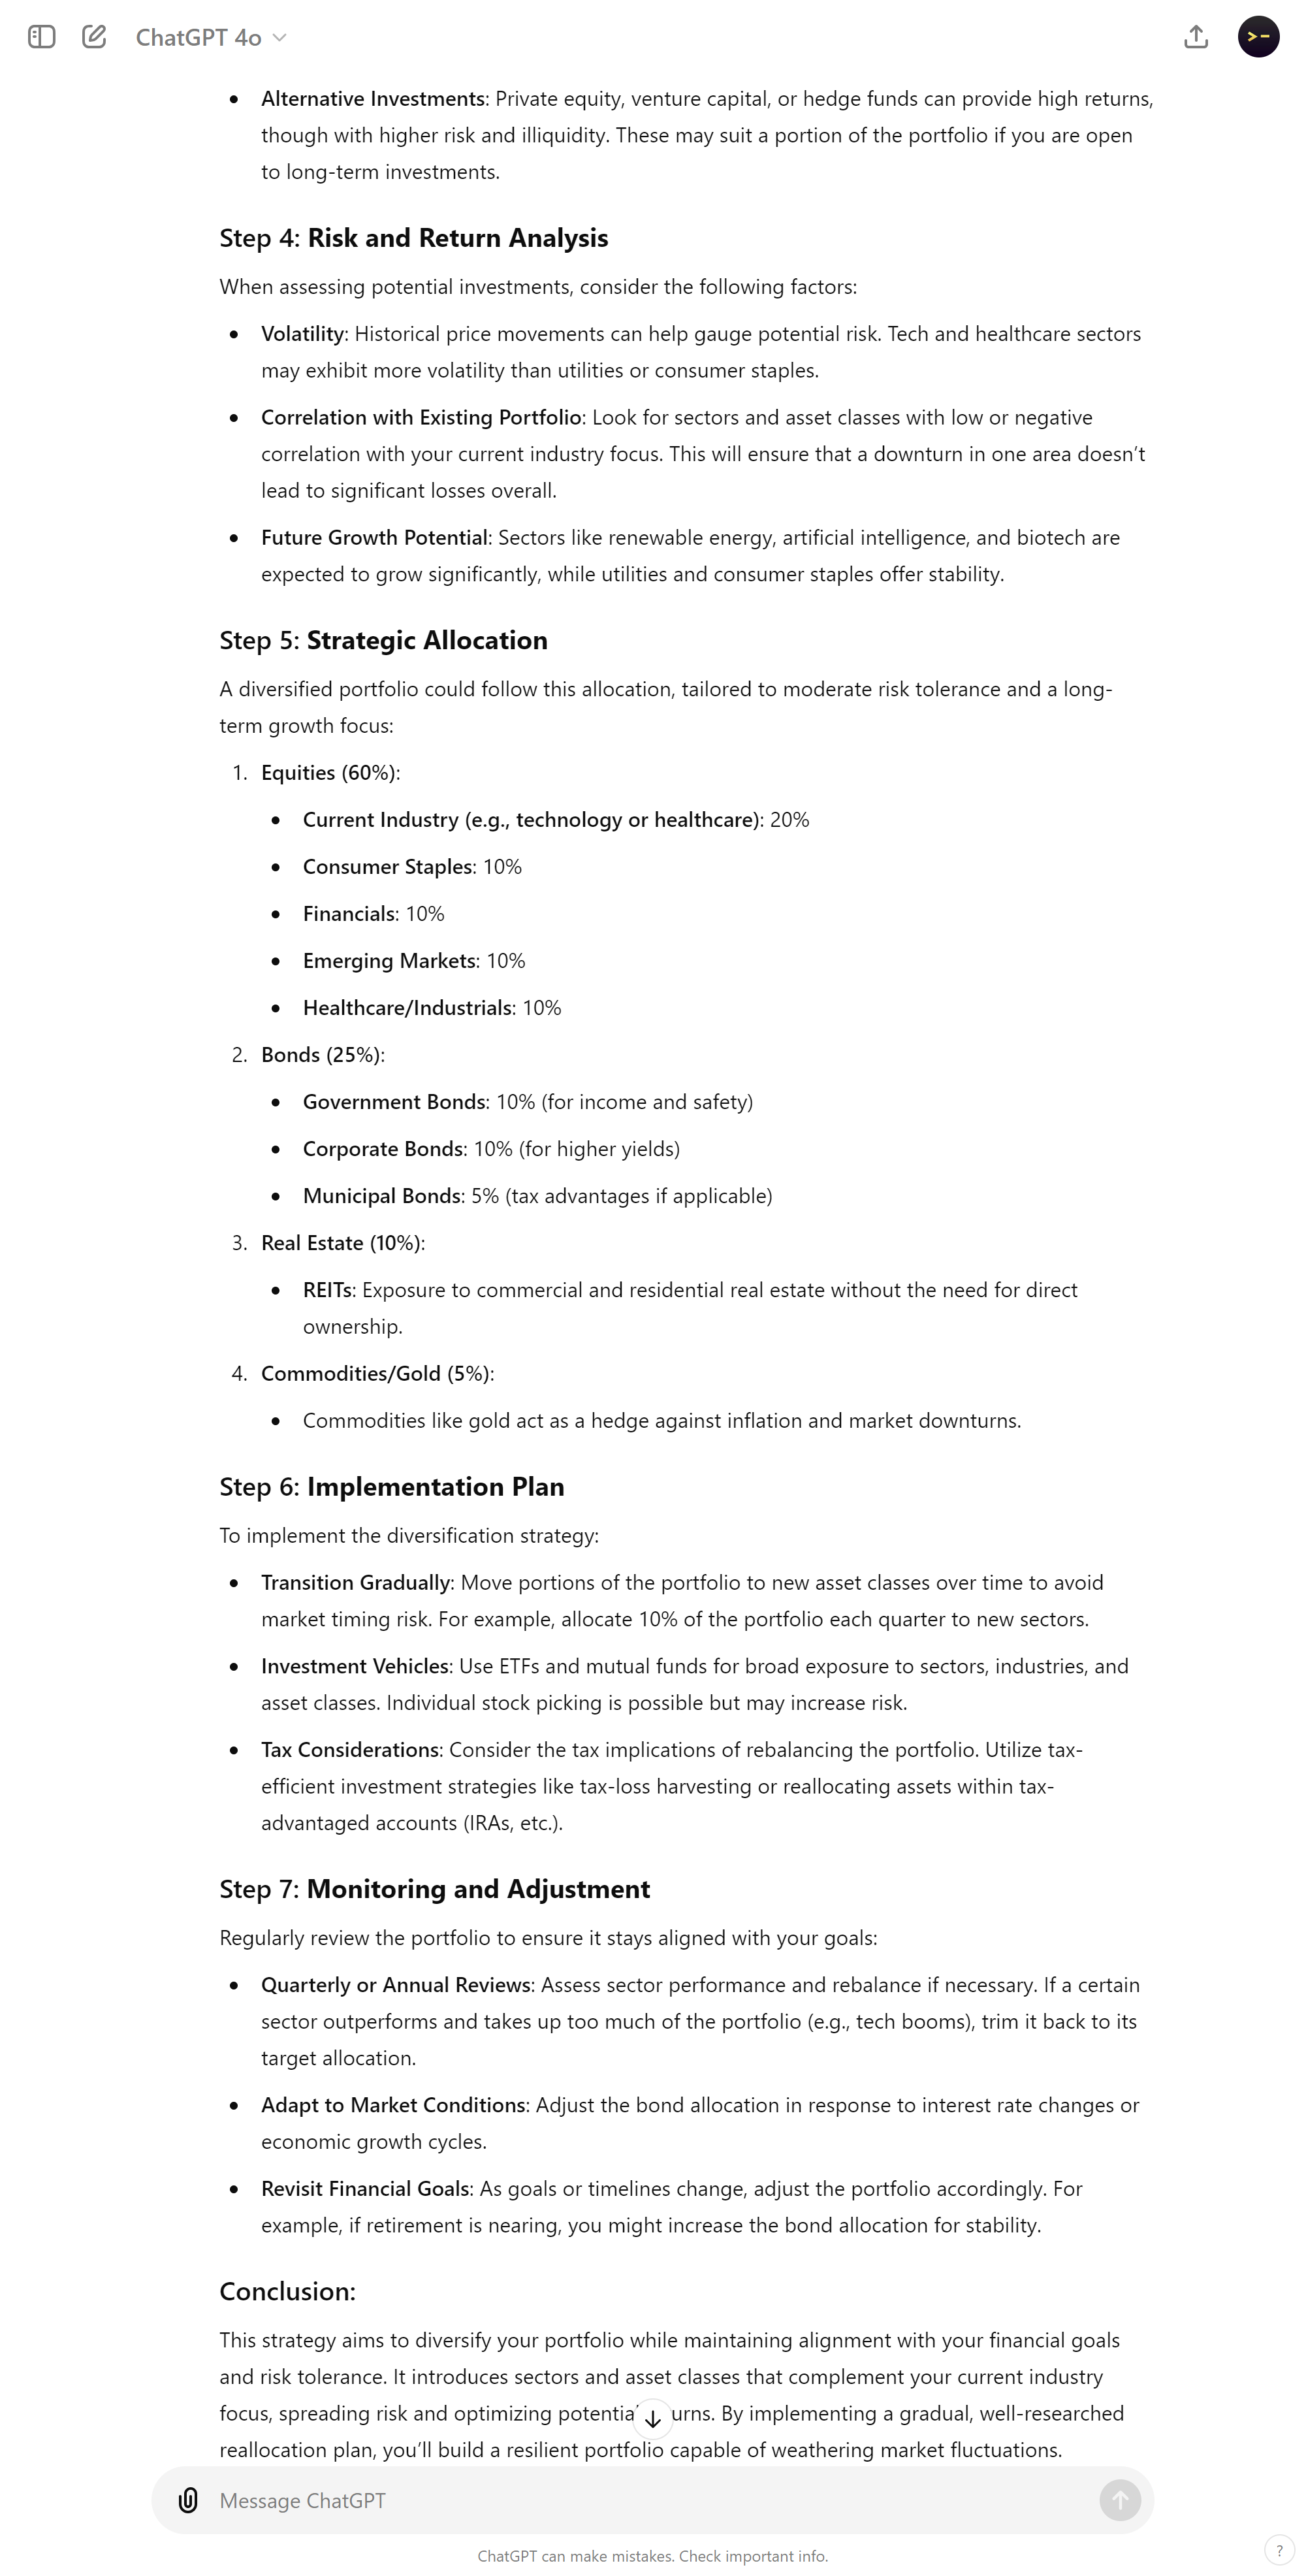 ChatGPT 4o
• Alternative Investments: Private equity, venture capital, or hedge funds can provide high returns,
though with higher risk and illiquidity. These may suit a portion of the portfolio if you are open
to long-term investments.
Step 4: Risk and Return Analysis
When assessing potential investments, consider the following factors:
• Volatility: Historical price movements can help gauge potential risk. Tech and healthcare sectors
may exhibit more volatility than utilities or consumer staples.
• Correlation with Existing Portfolio: Look for sectors and asset classes with low or negative
correlation with your current industry focus. This will ensure that a downturn in one area doesn’t
lead to significant losses overall.
• Future Growth Potential: Sectors like renewable energy, artificial intelligence, and biotech are
expected to grow significantly, while utilities and consumer staples offer stability.
Step 5: Strategic Allocation
A diversified portfolio could follow this allocation, tailored to moderate risk tolerance and a long-
term growth focus:
1. Equities (60%):
• Current Industry (e.g., technology or healthcare): 20%
• Consumer Staples: 10%
• Financials: 10%
• Emerging Markets: 10%
• Healthcare/Industrials: 10%
2. Bonds (25%):
• Government Bonds: 10% (for income and safety)
• Corporate Bonds: 10% (for higher yields)
• Municipal Bonds: 5% (tax advantages if applicable)
3. Real Estate (10%):
• REITs: Exposure to commercial and residential real estate without the need for direct
ownership.
4. Commodities/Gold (5%):
• Commodities like gold act as a hedge against inflation and market downturns.
Step 6: Implementation Plan
To implement the diversification strategy:
• Transition Gradually: Move portions of the portfolio to new asset classes over time to avoid
market timing risk. For example, allocate 10% of the portfolio each quarter to new sectors.
• Investment Vehicles: Use ETFs and mutual funds for broad exposure to sectors, industries, and
asset classes. Individual stock picking is possible but may increase risk.
• Tax Considerations: Consider the tax implications of rebalancing the portfolio. Utilize tax-
efficient investment strategies like tax-loss harvesting or reallocating assets within tax-
advantaged accounts (IRAs, etc.).
Step 7: Monitoring and Adjustment
Regularly review the portfolio to ensure it stays aligned with your goals:
• Quarterly or Annual Reviews: Assess sector performance and rebalance if necessary. If a certain
sector outperforms and takes up too much of the portfolio (e.g., tech booms), trim it back to its
target allocation.
• Adapt to Market Conditions: Adjust the bond allocation in response to interest rate changes or
economic growth cycles.
• Revisit Financial Goals: As goals or timelines change, adjust the portfolio accordingly. For
example, if retirement is nearing, you might increase the bond allocation for stability.
Conclusion:
This strategy aims to diversify your portfolio while maintaining alignment with your financial goals
and risk tolerance. It introduces sectors and asset classes that complement your current industry
focus, spreading risk and optimizing potential urns. By implementing a gradual, well-researched
reallocation plan, you’ll build a resilient portfolio capable of weathering market fluctuations.
Message ChatGPT
ChatGPT can make mistakes. Check important info.
?